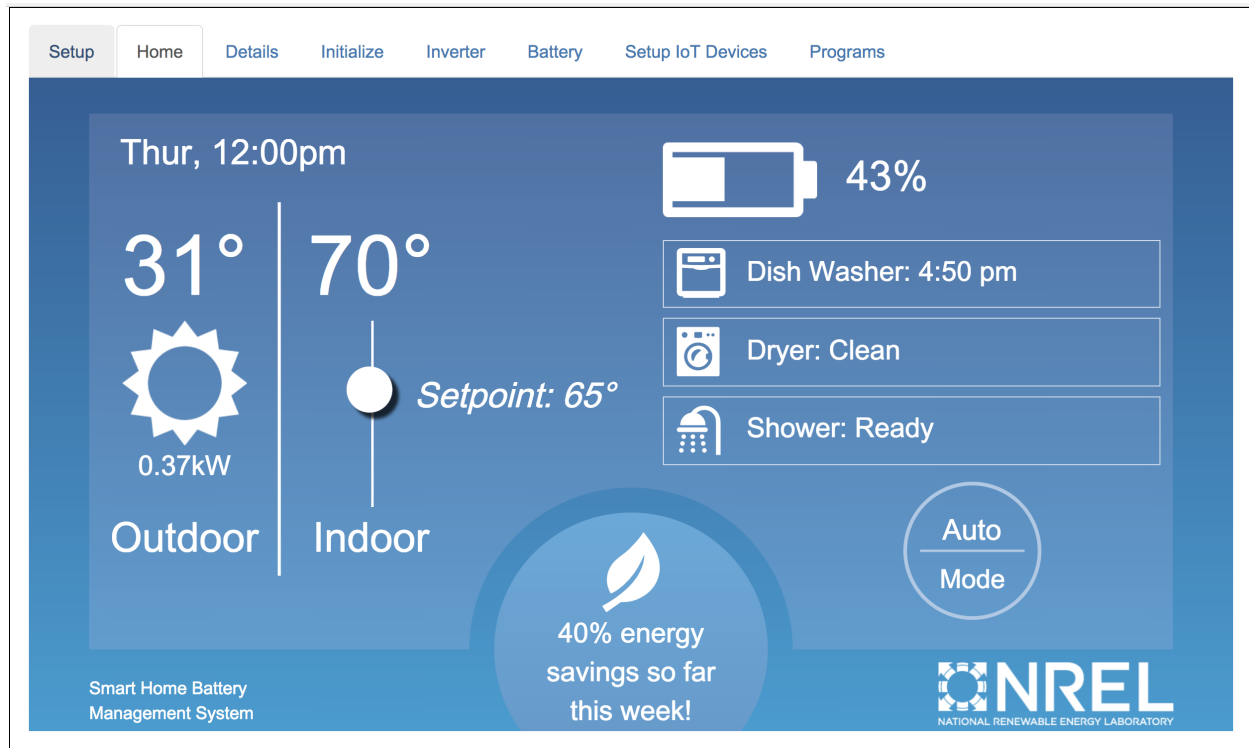 Setup Home Details Initialize Inverter Battery Setup IoT Devices Programs
Thur, 12:00pm
43%
31° 70°
Dish Washer: 4:50 pm
Dryer: Clean
Setpoint: 65°
Shower: Ready
0.37kW
Outdoor Indoor
Auto
Mode
40% energy
savings so far
this week!
Smart Home Battery
Management System
NREL
NATIONAL RENEWABLE ENERGY LABORATORY